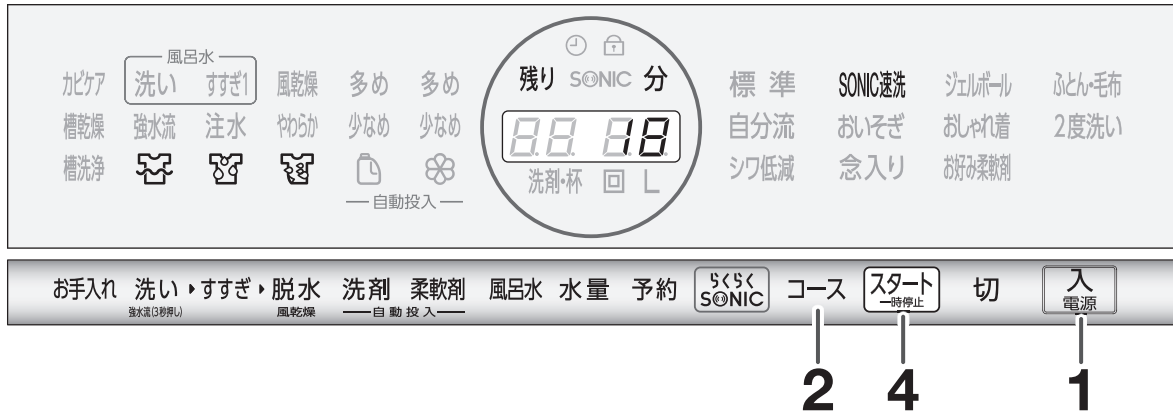 風呂水
カビケア 洗い すすぎ1 風乾燥 多め 多め 残り SONIC 分 標準 SONIC速洗 ジェルボール ふとん・毛布
槽乾燥 強水流 注水 やわらか 少なめ 少なめ 88 18 自分流 おいそぎ おしゃれ着 2度洗い
槽洗浄 洗剤・杯 回 L シワ低減 念入り お好み柔軟剤
自動投入
お手入れ 洗い すすぎ 脱水 洗剤 柔軟剤 風呂水 水量 予約 らくらく SONIC コース スタート 切 入
強水流(3秒押し) 風乾燥 自動投入 一時停止 電源
2 4 1